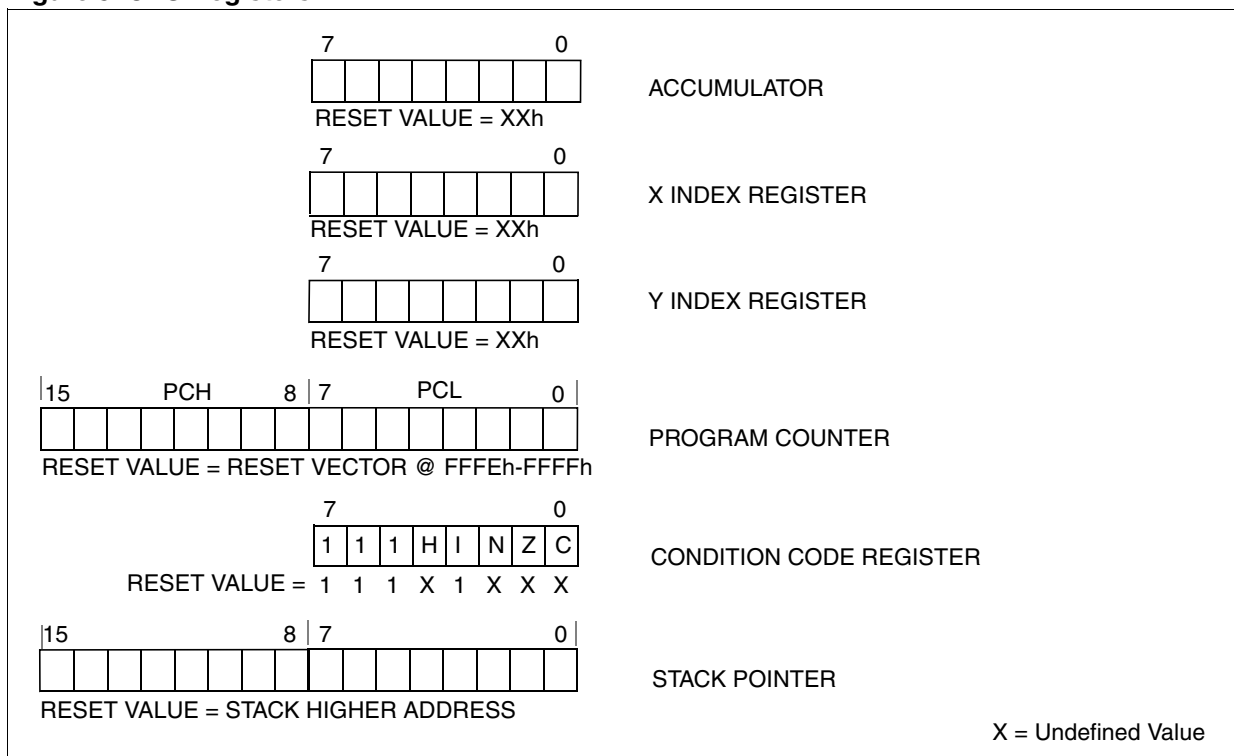 7 0
ACCUMULATOR
RESET VALUE = XXh
7 0
X INDEX REGISTER
RESET VALUE = XXh
7 0
Y INDEX REGISTER
RESET VALUE = XXh
15 PCH 8 7 PCL 0
PROGRAM COUNTER
RESET VALUE = RESET VECTOR @ FFFEh-FFFFh
7 0
1 1 1 H I N Z C
CONDITION CODE REGISTER
RESET VALUE = 1 1 1 X 1 X X X
15 8 7 0
STACK POINTER
RESET VALUE = STACK HIGHER ADDRESS
X = Undefined Value